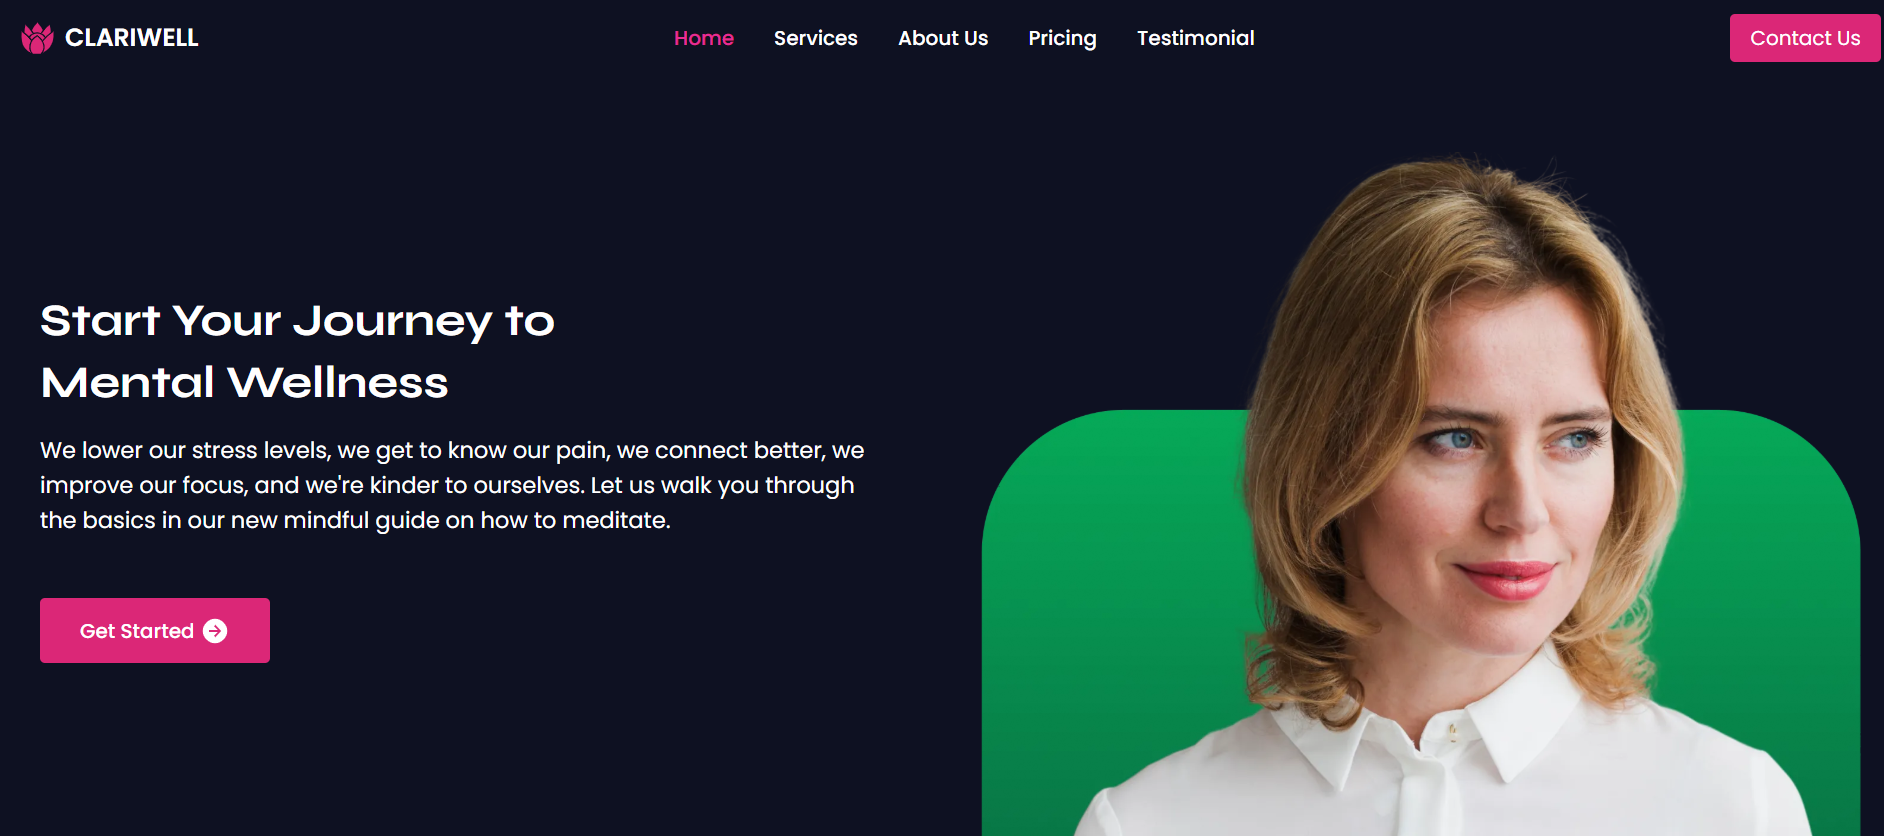 CLARIWELL
Home
Services
About Us
Pricing
Testimonial
Contact Us
Start Your Journey to
Mental Wellness
We lower our stress levels, we get to know our pain, we connect better, we
improve our focus, and we're kinder to ourselves. Let us walk you through
the basics in our new mindful guide on how to meditate.
Get Started